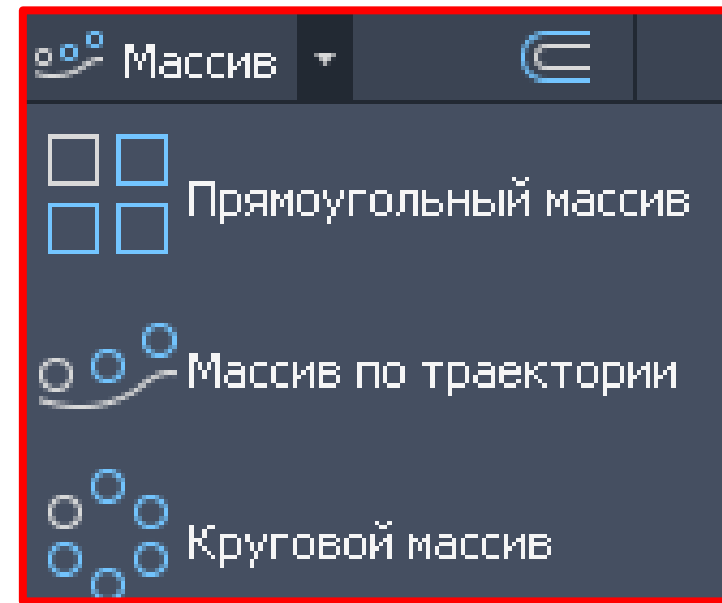 Массив
Прямоугольный массив
Массив по траектории
Круговой массив